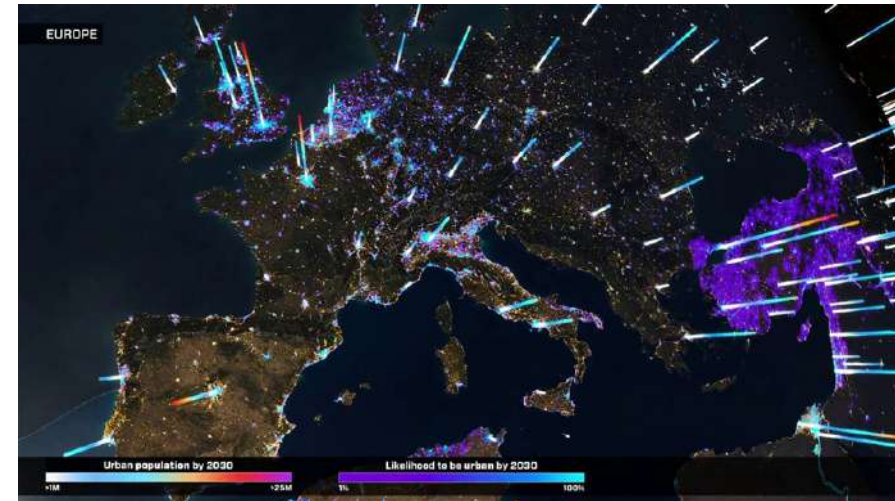 EUROPE
Urban population by 2030
>1M >25M
Likelihood to be urban by 2030
1% 100%